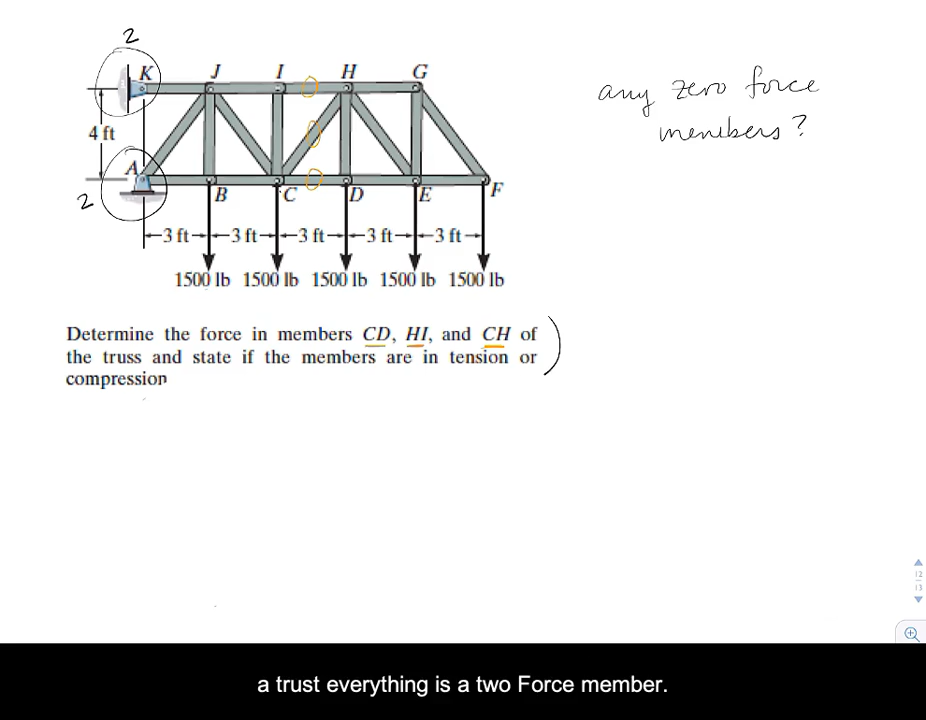 2
K J I H G
any zero force
members?
4 ft
A
2
B C D E F
3 ft 3 ft 3 ft 3 ft 3 ft
1500 lb 1500 lb 1500 lb 1500 lb 1500 lb
Determine the force in members CD, HI, and CH of
the truss and state if the members are in tension or
compression
12
13
a trust everything is a two Force member.